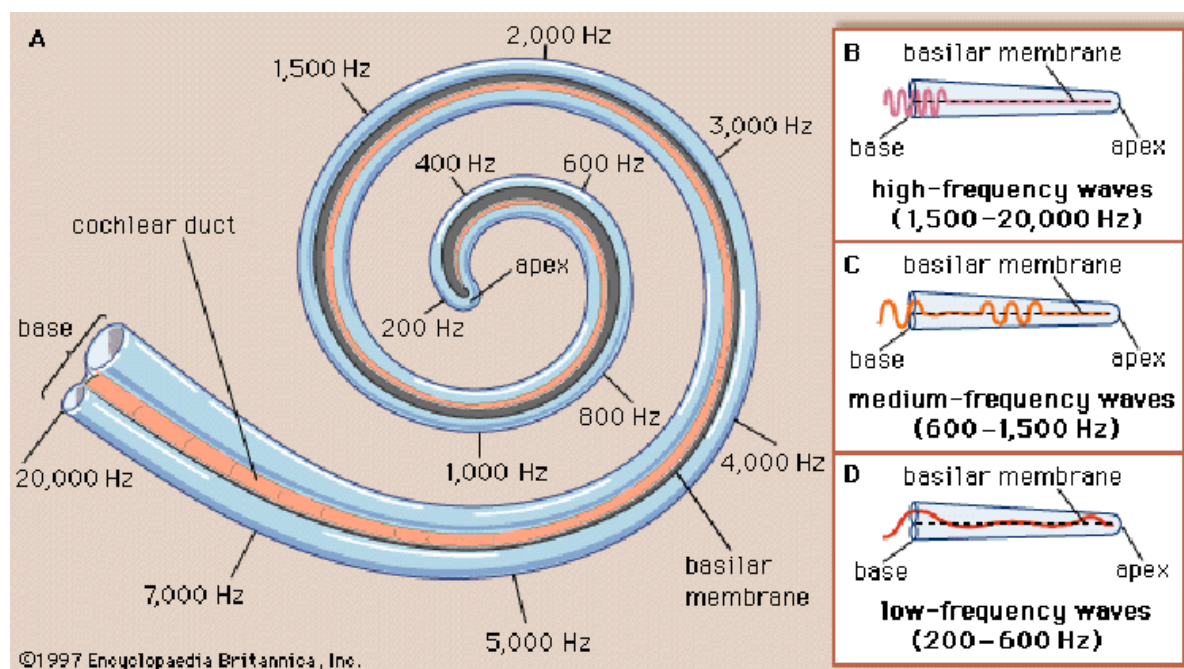 A
2,000 Hz
1,500 Hz
3,000 Hz
400 Hz
600 Hz
cochlear duct
apex
200 Hz
base
800 Hz
1,000 Hz
4,000 Hz
20,000 Hz
basilar
membrane
7,000 Hz
5,000 Hz
©1997 Encyclopaedia Britannica, Inc.
B
basilar membrane
base
apex
high-frequency waves
(1,500–20,000 Hz)
C
basilar membrane
base
apex
medium-frequency waves
(600–1,500 Hz)
D
basilar membrane
base
apex
low-frequency waves
(200–600 Hz)